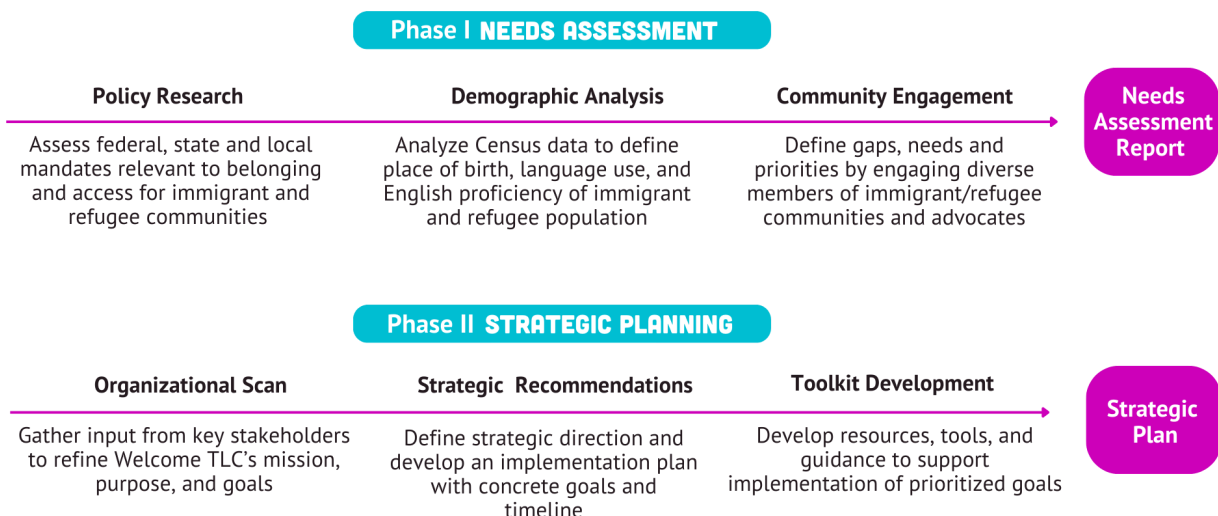 Phase I NEEDS ASSESSMENT
Policy Research
Assess federal, state and local
mandates relevant to belonging
and access for immigrant and
refugee communities
Demographic Analysis
Analyze Census data to define
place of birth, language use, and
English proficiency of immigrant
and refugee population
Community Engagement
Define gaps, needs and
priorities by engaging diverse
members of immigrant/refugee
communities and advocates
Needs
Assessment
Report
Phase II STRATEGIC PLANNING
Organizational Scan
Gather input from key stakeholders
to refine Welcome TLC's mission,
purpose, and goals
Strategic Recommendations
Define strategic direction and
develop an implementation plan
with concrete goals and
timeline
Toolkit Development
Develop resources, tools, and
guidance to support
implementation of prioritized goals
Strategic
Plan